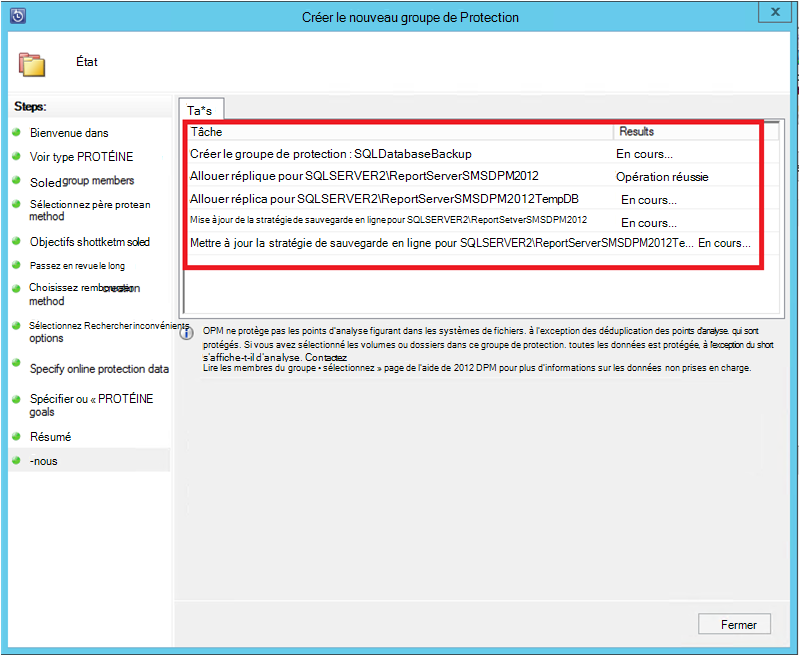 Créer le nouveau groupe de Protection
État
Steps:
Bienvenue dans
Voir type PROTÉINE
Soled group members
Sélectionnez père protean
method
Objectifs shottketm soled
Passez en revue le long
Choisissez
method
Sélectionnez Rechercher inconvénients
options
Specify online protection data
Spécifier ou « PROTÉINE
goals
Résumé
-nous
Ta*s
Tâche Results
Créer le groupe de protection : SQLDatabaseBackup En cours...
Allouer réplique pour SQLSERVER2\ReportServerSMSDPM2012 Opération réussie
Allouer réplica pour SQLSERVER2\ReportServerSMSDPM2012TempDB En cours...
Mise à jour de la stratégie de sauvegarde en ligne pour SQLSERVER2\ReportSetverSMSDPM2012 En cours...
Mettre à jour la stratégie de sauvegarde en ligne pour SQLSERVER2\ReportServerSMSDPM2012Te... En cours...
OPM ne protège pas les points d'analyse figurant dans les systèmes de fichiers. à l'exception des déduplication des points d'analyse. qui sont
protégés. Si vous avez sélectionné les volumes ou dossiers dans ce groupe de protection. toutes les données est protégée, à l'exception du short
s'affiche-t-il d'analyse. Contactez
Lire les membres du groupe • sélectionnez » page de l'aide de 2012 DPM pour plus d'informations sur les données non prises en charge.
Fermer